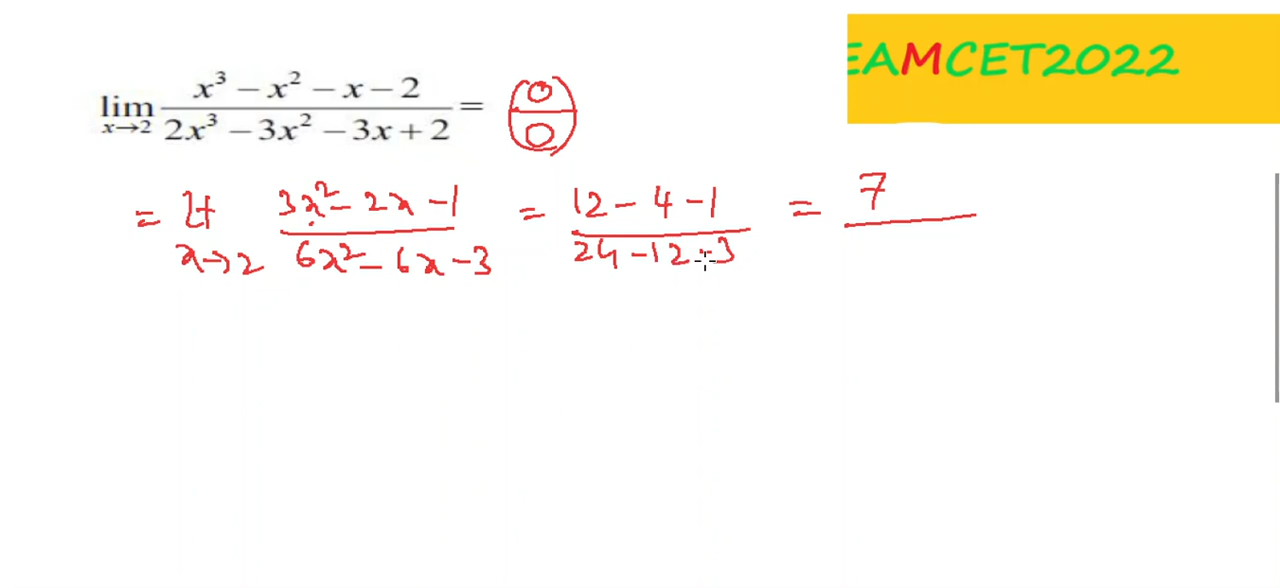 EAMCET2022
lim x→2 (x³ − x² − x − 2)/(2x³ − 3x² − 3x + 2) = (0/0)
= Lt x→2 (3x² − 2x − 1)/(6x² − 6x − 3) = (12 − 4 − 1)/(24 − 12 − 3) = 7/